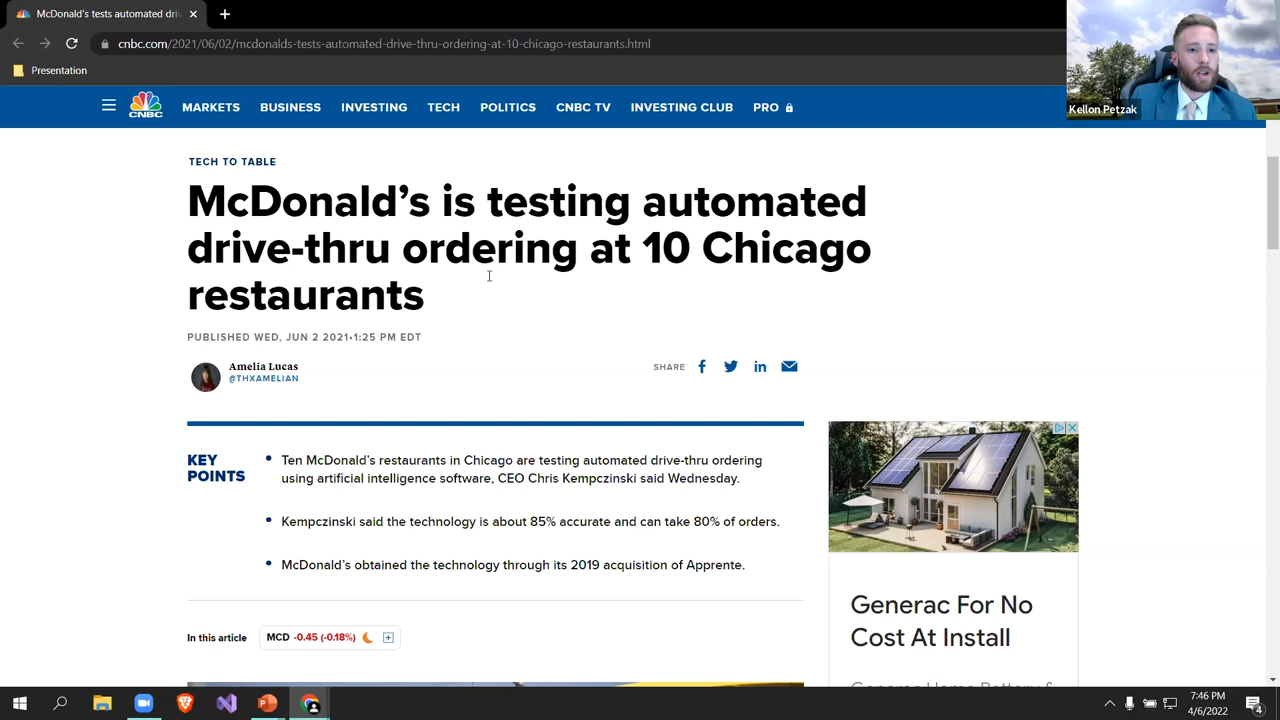 McDonald's tests automated dri
cnbc.com/2021/06/02/mcdonalds-tests-automated-drive-thru-ordering-at-10-chicago-restaurants.html
Presentation
Kellon Petzak
CNBC
MARKETS BUSINESS INVESTING TECH POLITICS CNBC TV INVESTING CLUB PRO
TECH TO TABLE
McDonald's is testing automated
drive-thru ordering at 10 Chicago
restaurants
PUBLISHED WED, JUN 2 2021•1:25 PM EDT
Amelia Lucas
@THXAMELIAN
SHARE
KEY
POINTS
• Ten McDonald's restaurants in Chicago are testing automated drive-thru ordering
using artificial intelligence software, CEO Chris Kempczinski said Wednesday.
• Kempczinski said the technology is about 85% accurate and can take 80% of orders.
• McDonald's obtained the technology through its 2019 acquisition of Apprente.
In this article MCD -0.45 (-0.18%)
Generac For No
Cost At Install
7:46 PM
4/6/2022
4